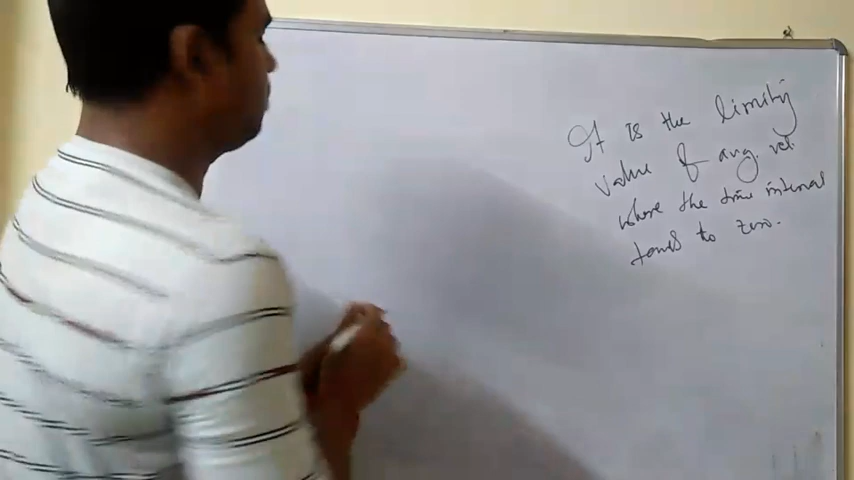 It is the limiting
value of avg. vel.
where the time interval
tends to zero.